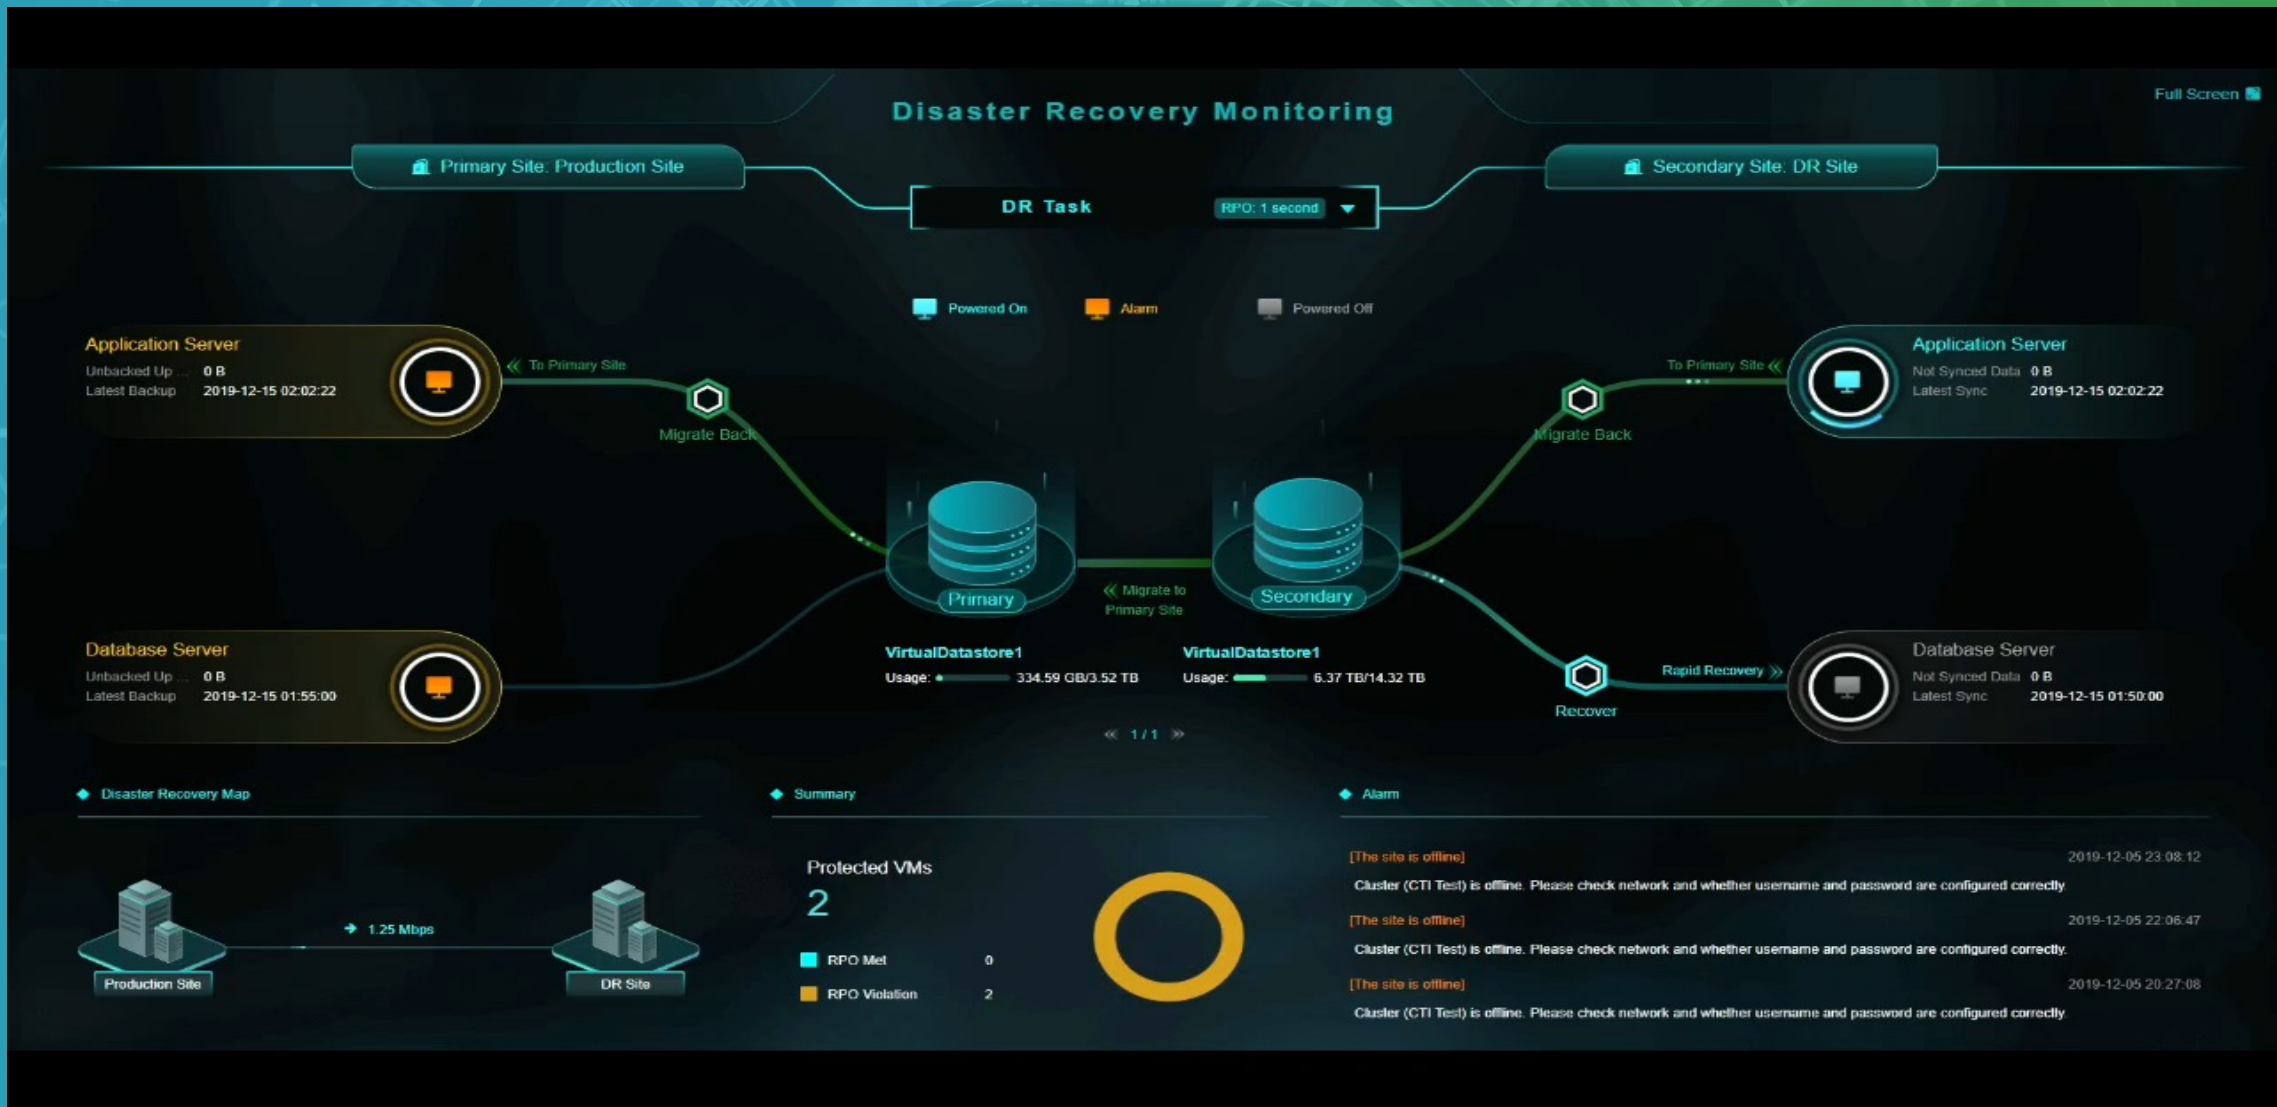 Disaster Recovery Monitoring
Full Screen
Primary Site: Production Site
Secondary Site: DR Site
DR Task
RPO: 1 second
Powered On
Alarm
Powered Off
Application Server
Unbacked Up ...
0 B
Latest Backup
2019-12-15 02:02:22
To Primary Site
Migrate Back
To Primary Site
Migrate Back
Application Server
Not Synced Data
0 B
Latest Sync
2019-12-15 02:02:22
Primary
Migrate to
Primary Site
Secondary
Database Server
Unbacked Up ...
0 B
Latest Backup
2019-12-15 01:55:00
VirtualDatastore1
Usage:
334.59 GB/3.52 TB
VirtualDatastore1
Usage:
6.37 TB/14.32 TB
1 / 1
Rapid Recovery
Recover
Database Server
Not Synced Data
0 B
Latest Sync
2019-12-15 01:50:00
Disaster Recovery Map
1.25 Mbps
Production Site
DR Site
Summary
Protected VMs
2
RPO Met
0
RPO Violation
2
Alarm
[The site is offline]
2019-12-05 23:08:12
Cluster (CTI Test) is offline. Please check network and whether username and password are configured correctly.
[The site is offline]
2019-12-05 22:06:47
Cluster (CTI Test) is offline. Please check network and whether username and password are configured correctly.
[The site is offline]
2019-12-05 20:27:08
Cluster (CTI Test) is offline. Please check network and whether username and password are configured correctly.